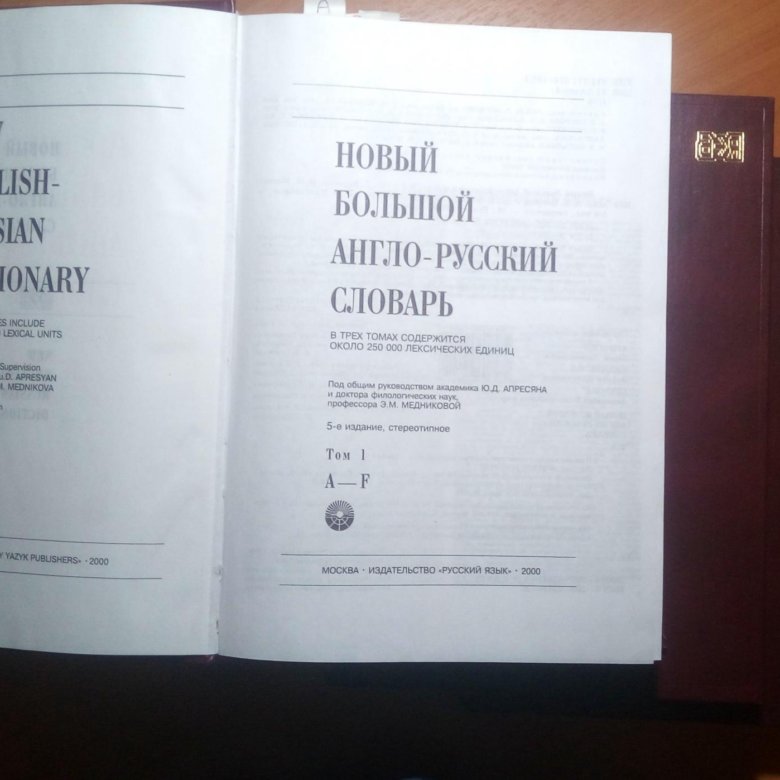 A
LISH-
SIAN
IONARY
ES INCLUDE
LEXICAL UNITS
Supervision
u.D. APRESYAN
M. MEDNIKOVA
Y YAZYK PUBLISHERS» · 2000
НОВЫЙ
БОЛЬШОЙ
АНГЛО-РУССКИЙ
СЛОВАРЬ
В ТРЕХ ТОМАХ СОДЕРЖИТСЯ
ОКОЛО 250 000 ЛЕКСИЧЕСКИХ ЕДИНИЦ
Под общим руководством академика Ю.Д. АПРЕСЯНА
и доктора филологических наук,
профессора Э.М. МЕДНИКОВОЙ
5-е издание, стереотипное
Том 1
A—F
МОСКВА · ИЗДАТЕЛЬСТВО «РУССКИЙ ЯЗЫК» · 2000